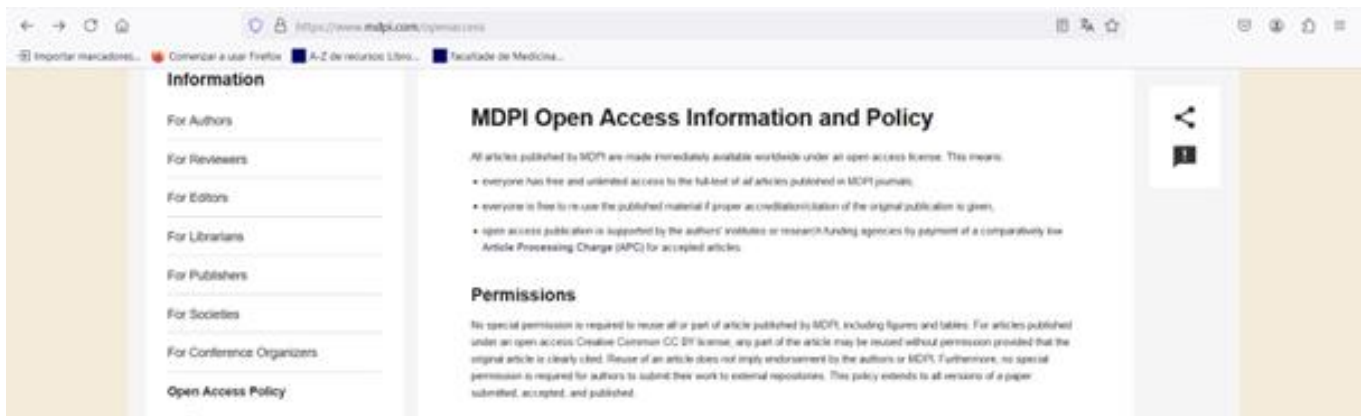 https://www.mdpi.com/openaccess
Importar marcadores...
Comenzar a usar Firefox
A-Z de recursos Libro...
Facultade de Medicina...
Information
For Authors
For Reviewers
For Editors
For Librarians
For Publishers
For Societies
For Conference Organizers
Open Access Policy
MDPI Open Access Information and Policy
All articles published by MDPI are made immediately available worldwide under an open access license. This means:
• everyone has free and unlimited access to the full-text of all articles published in MDPI journals;
• everyone is free to re-use the published material if proper accreditation/citation of the original publication is given;
• open access publication is supported by the authors' institutes or research funding agencies by payment of a comparatively low
Article Processing Charge (APC) for accepted articles.
Permissions
No special permission is required to reuse all or part of article published by MDPI, including figures and tables. For articles published
under an open access Creative Common CC BY license, any part of the article may be reused without permission provided that the
original article is clearly cited. Reuse of an article does not imply endorsement by the authors or MDPI. Furthermore, no special
permission is required for authors to submit their work to external repositories. This policy extends to all versions of a paper
submitted, accepted, and published.